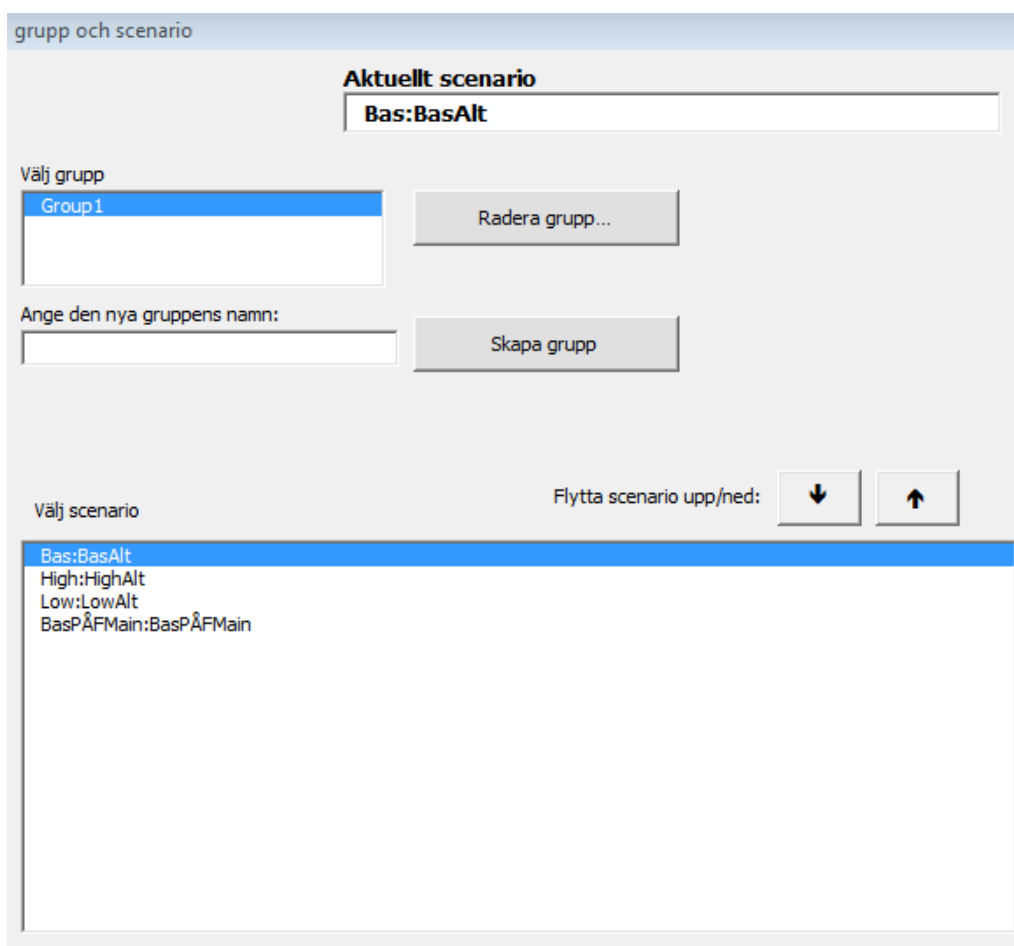 grupp och scenario
Aktuellt scenario
Bas:BasAlt
Välj grupp
Group1
Radera grupp...
Ange den nya gruppens namn:
Skapa grupp
Flytta scenario upp/ned:
Välj scenario
Bas:BasAlt
High:HighAlt
Low:LowAlt
BasPÅFMain:BasPÅFMain